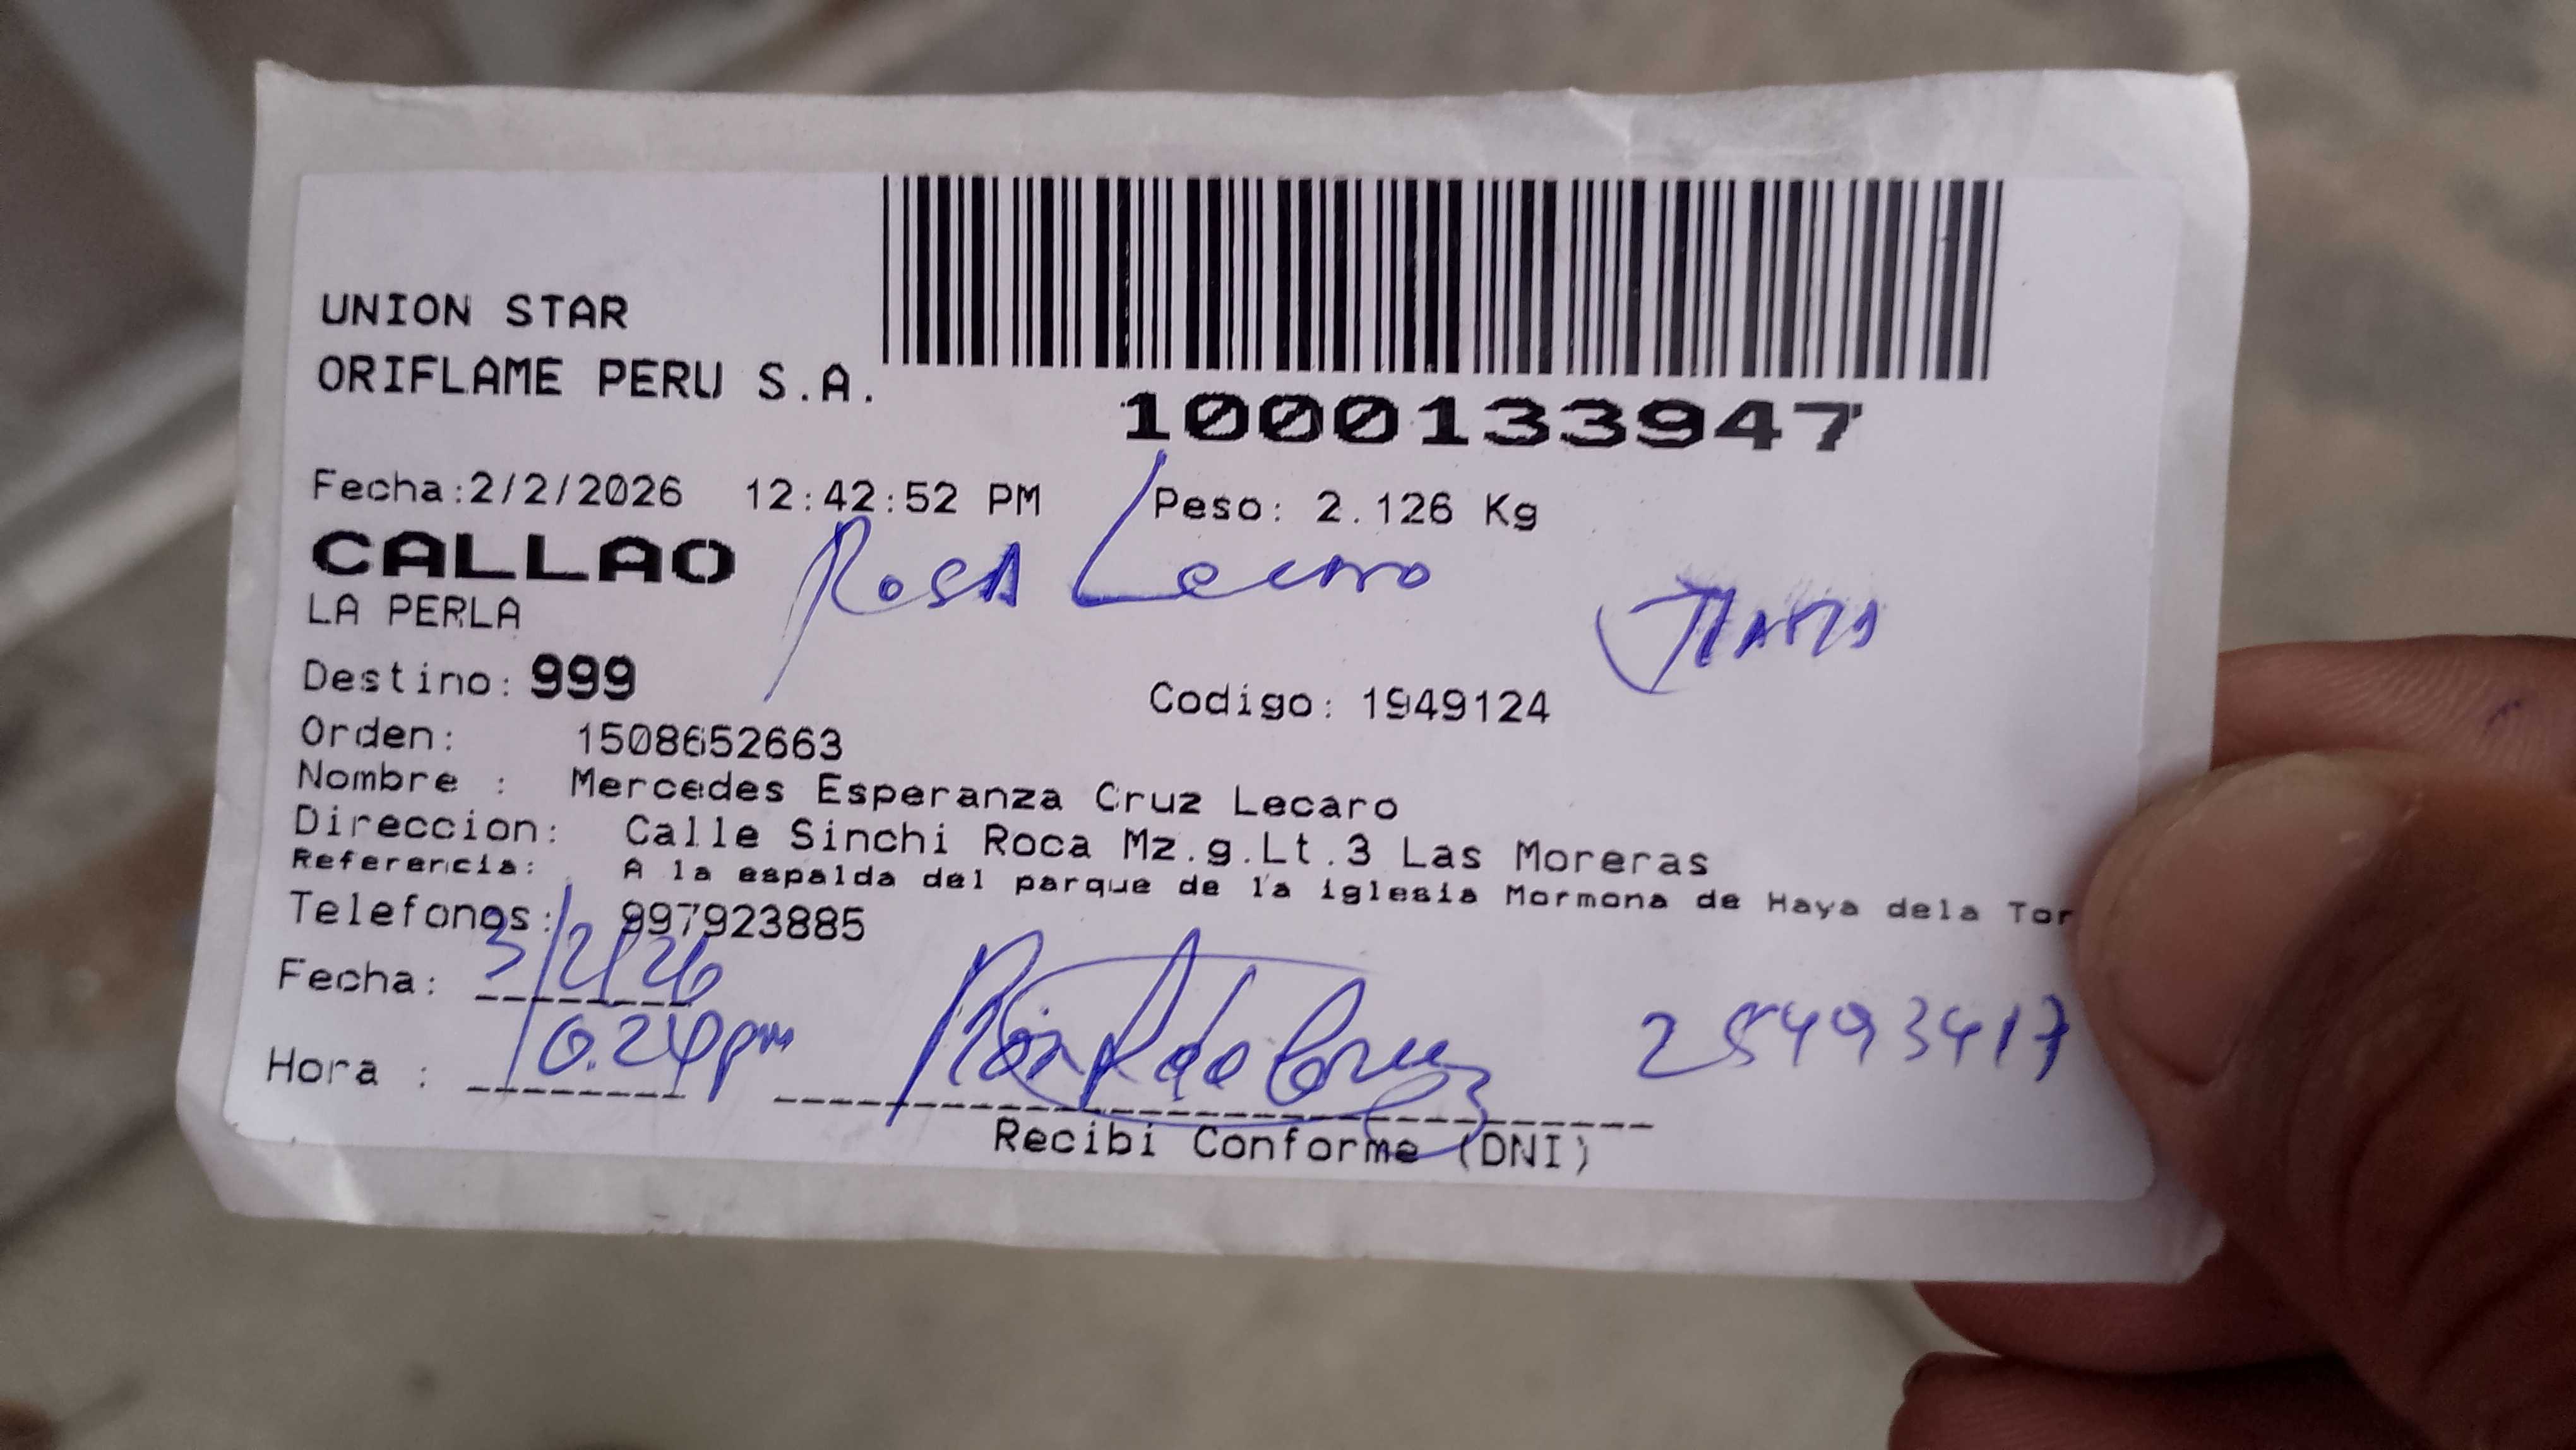 UNION STAR
ORIFLAME PERU S.A.
1000133947
Fecha:2/2/2026 12:42:52 PM Peso: 2.126 Kg
CALLAO
Rosa Lecaro
LA PERLA
Destino: 999
Codigo: 1949124
Orden: 1508652663
Nombre : Mercedes Esperanza Cruz Lecaro
Direccion: Calle Sinchi Roca Mz.g.Lt.3 Las Moreras
Referencia: A la espalda del parque de la iglesia Mormona de Haya dela Tor
Telefonos: 997923885
Fecha: 3/2/26
Hora :
25493417
Recibi Conforme (DNI)